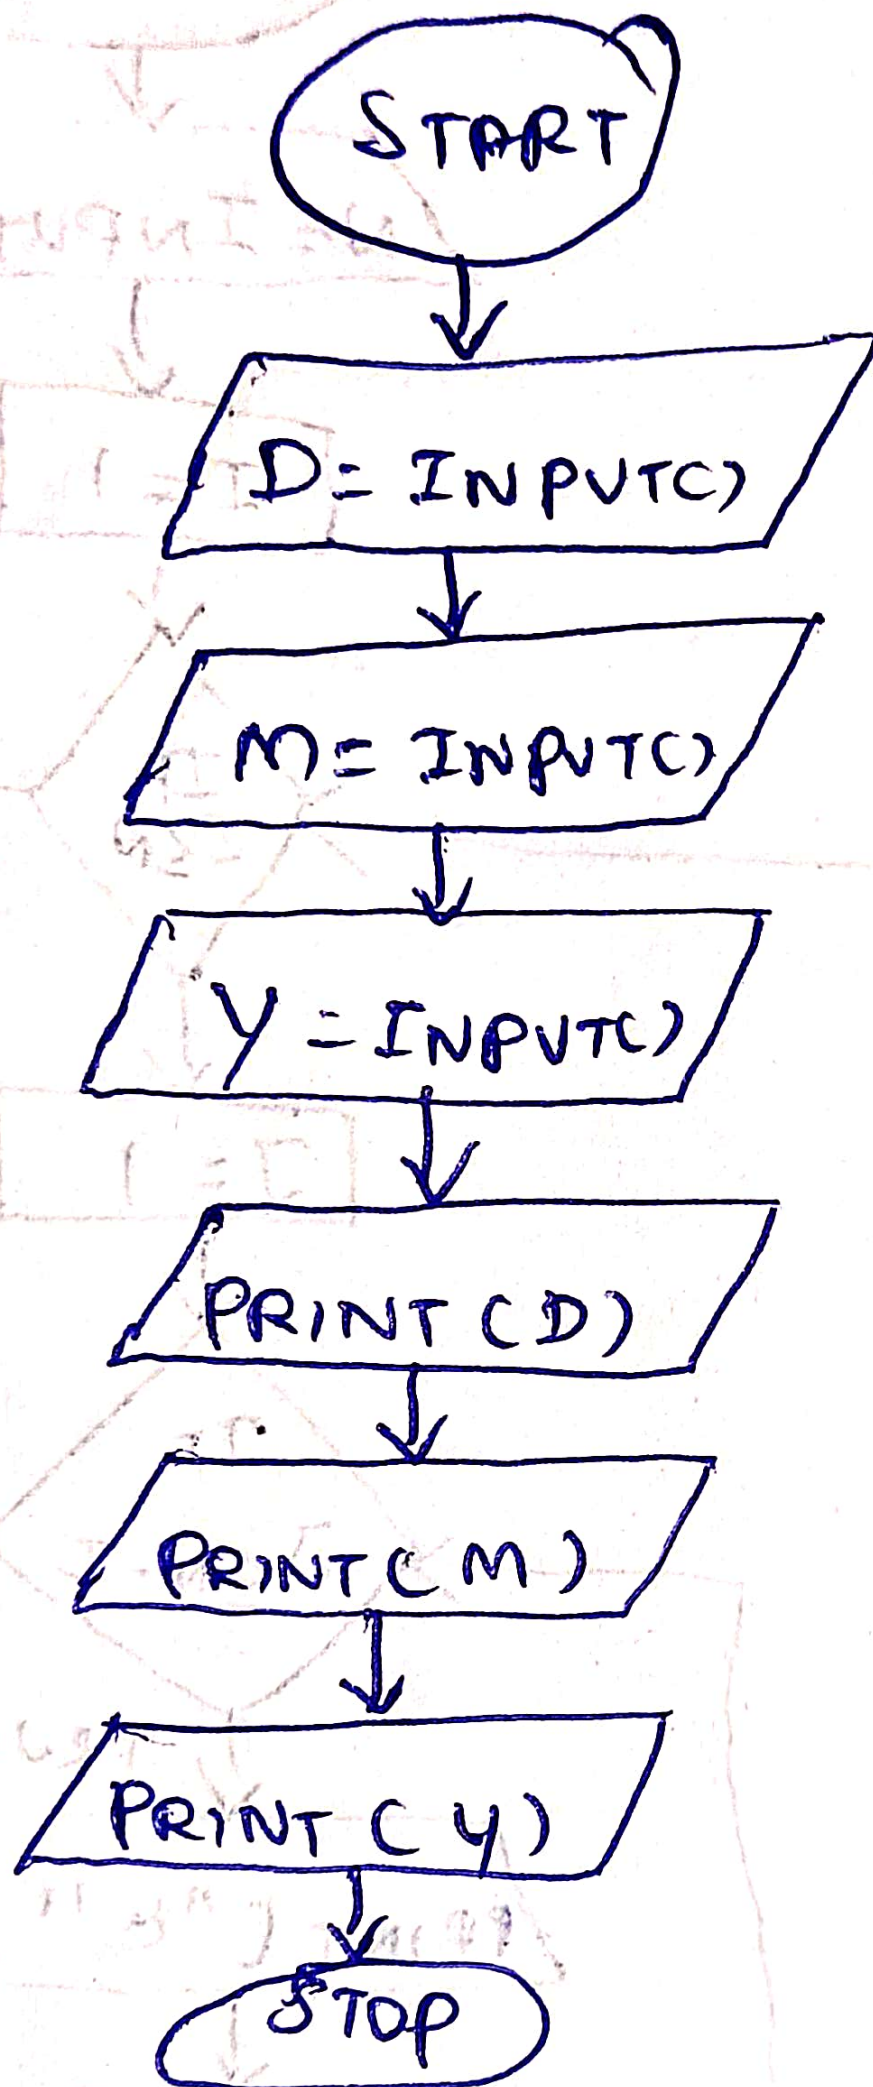 START
D = INPUT()
M = INPUT()
Y = INPUT()
PRINT (D)
PRINT (M)
PRINT (Y)
STOP